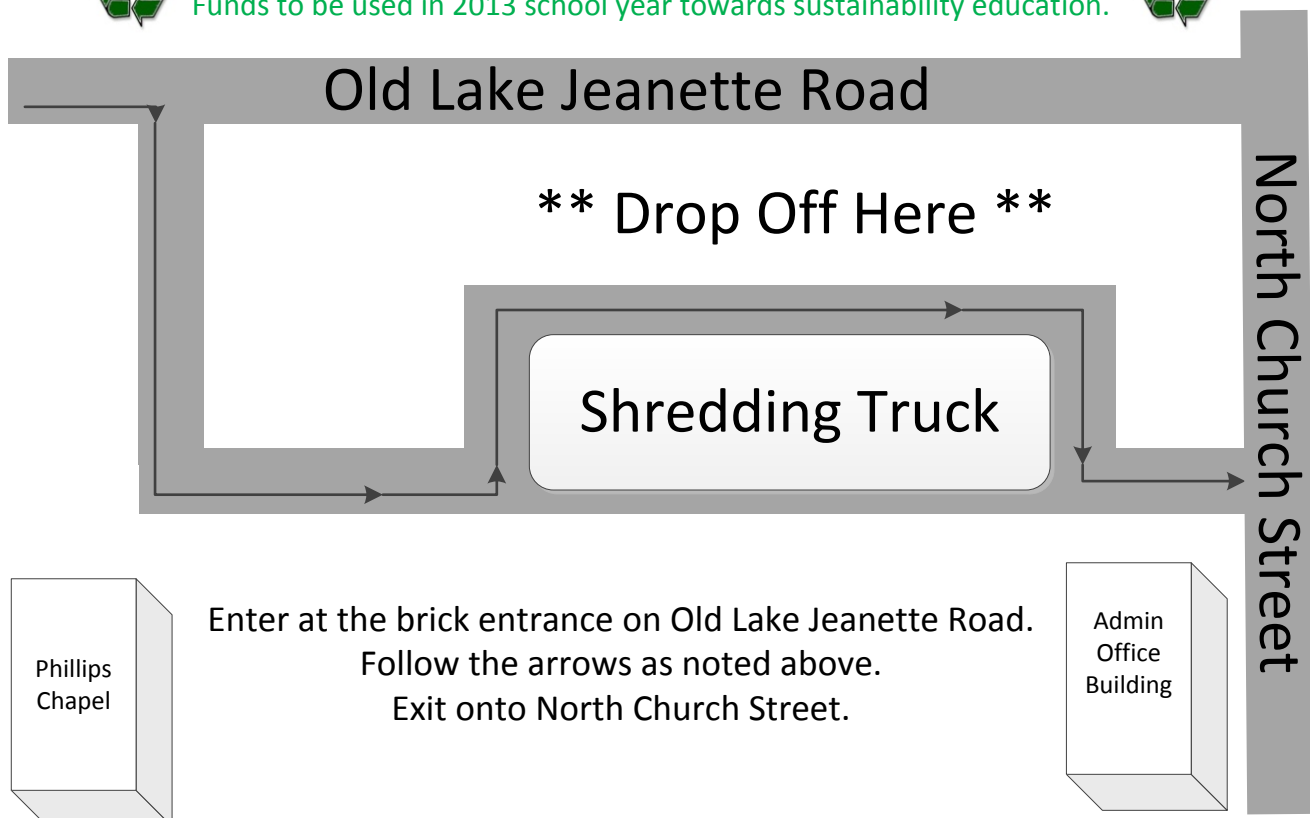 Funds to be used in 2013 school year towards sustainability education.
Old Lake Jeanette Road
** Drop Off Here **
North Church Street
Shredding Truck
Enter at the brick entrance on Old Lake Jeanette Road.
Follow the arrows as noted above.
Exit onto North Church Street.
Phillips
Chapel
Admin
Office
Building